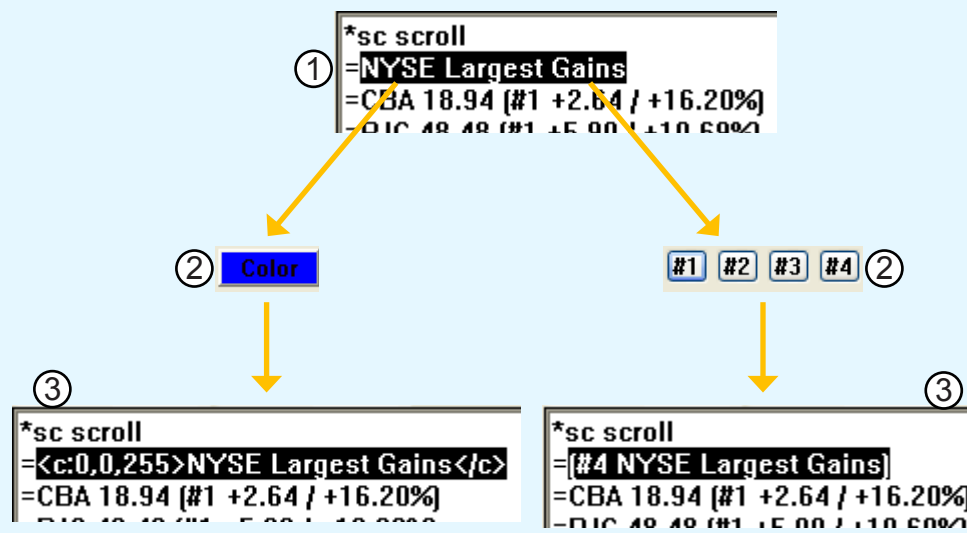 *sc scroll
① =NYSE Largest Gains
=CBA 18.94 (#1 +2.64 / +16.20%)
② Color
#1 #2 #3 #4 ②
③
*sc scroll
=<c:0,0,255>NYSE Largest Gains</c>
=CBA 18.94 (#1 +2.64 / +16.20%)
③
*sc scroll
=(#4 NYSE Largest Gains)
=CBA 18.94 (#1 +2.64 / +16.20%)